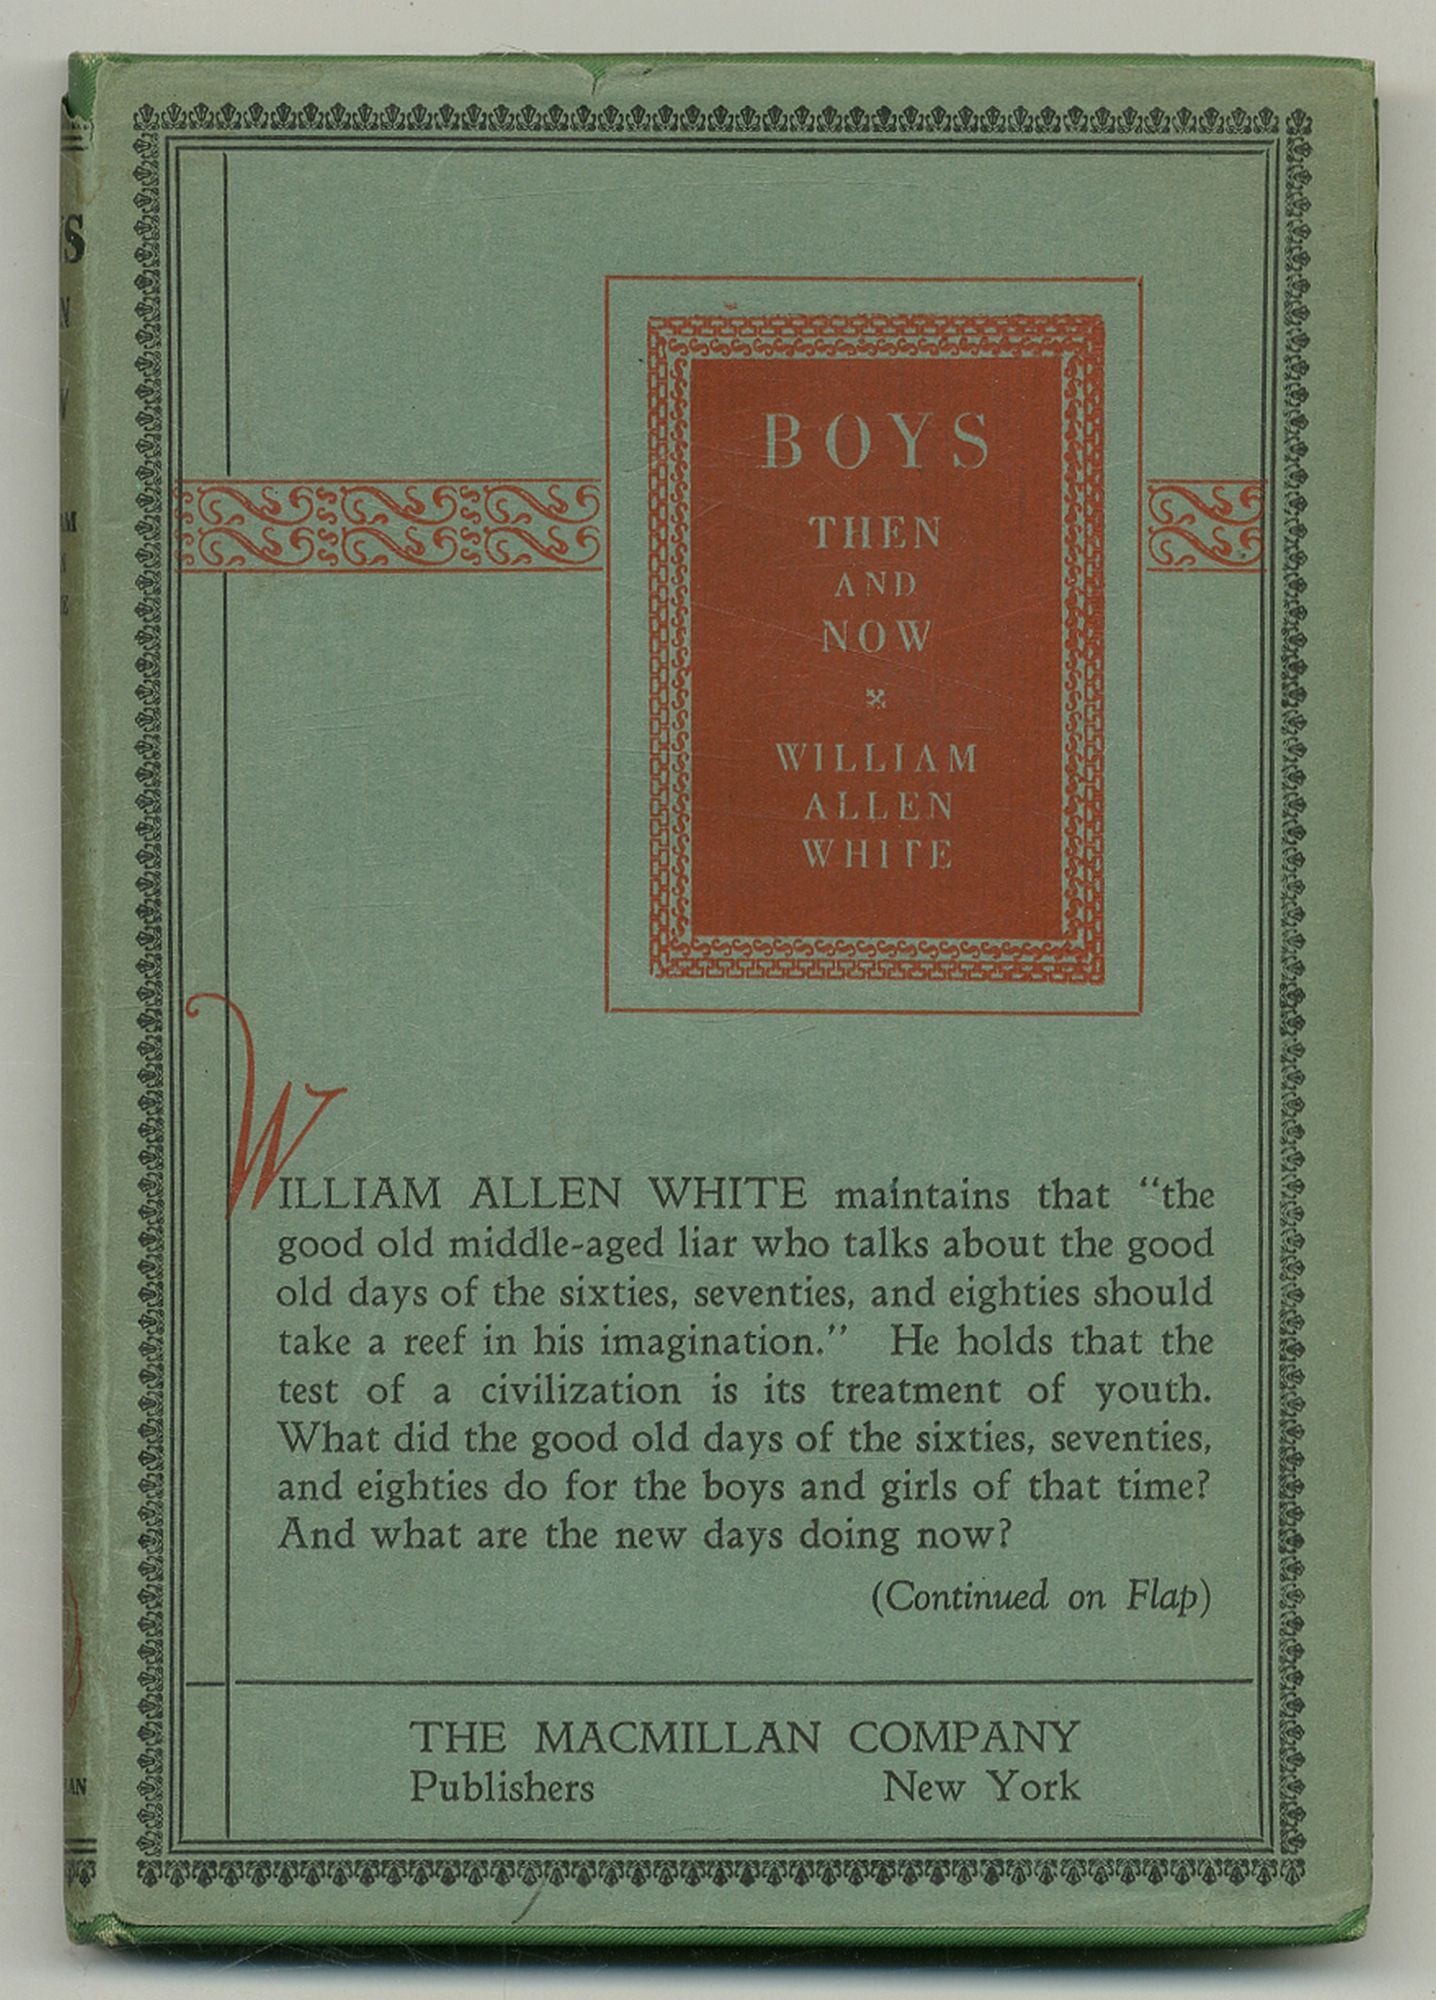 BOYS
THEN
AND
NOW
WILLIAM
ALLEN
WHITE
WILLIAM ALLEN WHITE maintains that "the
good old middle-aged liar who talks about the good
old days of the sixties, seventies, and eighties should
take a reef in his imagination." He holds that the
test of a civilization is its treatment of youth.
What did the good old days of the sixties, seventies,
and eighties do for the boys and girls of that time?
And what are the new days doing now?
(Continued on Flap)
THE MACMILLAN COMPANY
Publishers New York